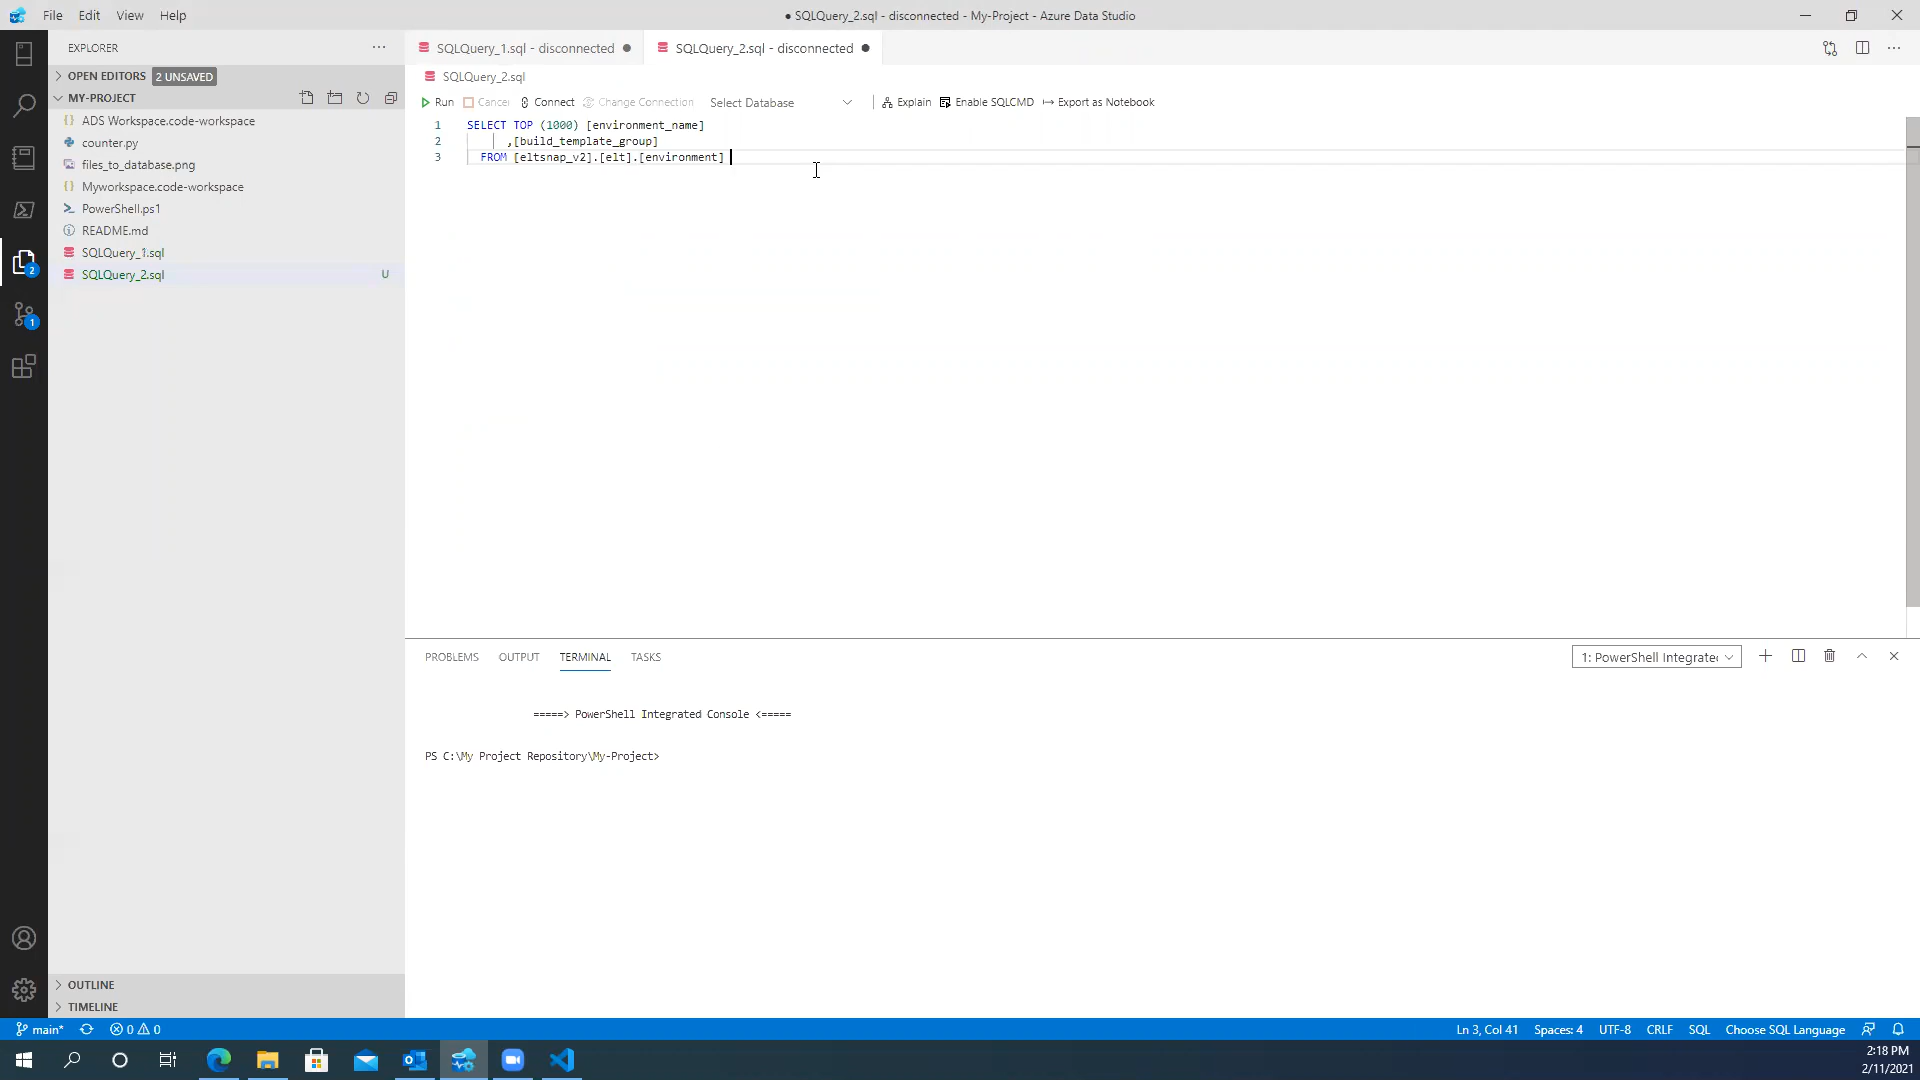 File Edit View Help
● SQLQuery_2.sql - disconnected - My-Project - Azure Data Studio
EXPLORER
OPEN EDITORS 2 UNSAVED
MY-PROJECT
ADS Workspace.code-workspace
counter.py
files_to_database.png
Myworkspace.code-workspace
PowerShell.ps1
README.md
SQLQuery_1.sql
SQLQuery_2.sql U
2
1
OUTLINE
TIMELINE
SQLQuery_1.sql - disconnected SQLQuery_2.sql - disconnected
SQLQuery_2.sql
Run Cancel Connect Change Connection Select Database Explain Enable SQLCMD Export as Notebook
1 SELECT TOP (1000) [environment_name]
2 ,[build_template_group]
3 FROM [eltsnap_v2].[elt].[environment]
PROBLEMS OUTPUT TERMINAL TASKS
1: PowerShell Integrate
=====> PowerShell Integrated Console <=====
PS C:\My Project Repository\My-Project>
main* 0 0
Ln 3, Col 41 Spaces: 4 UTF-8 CRLF SQL Choose SQL Language
2:18 PM
2/11/2021